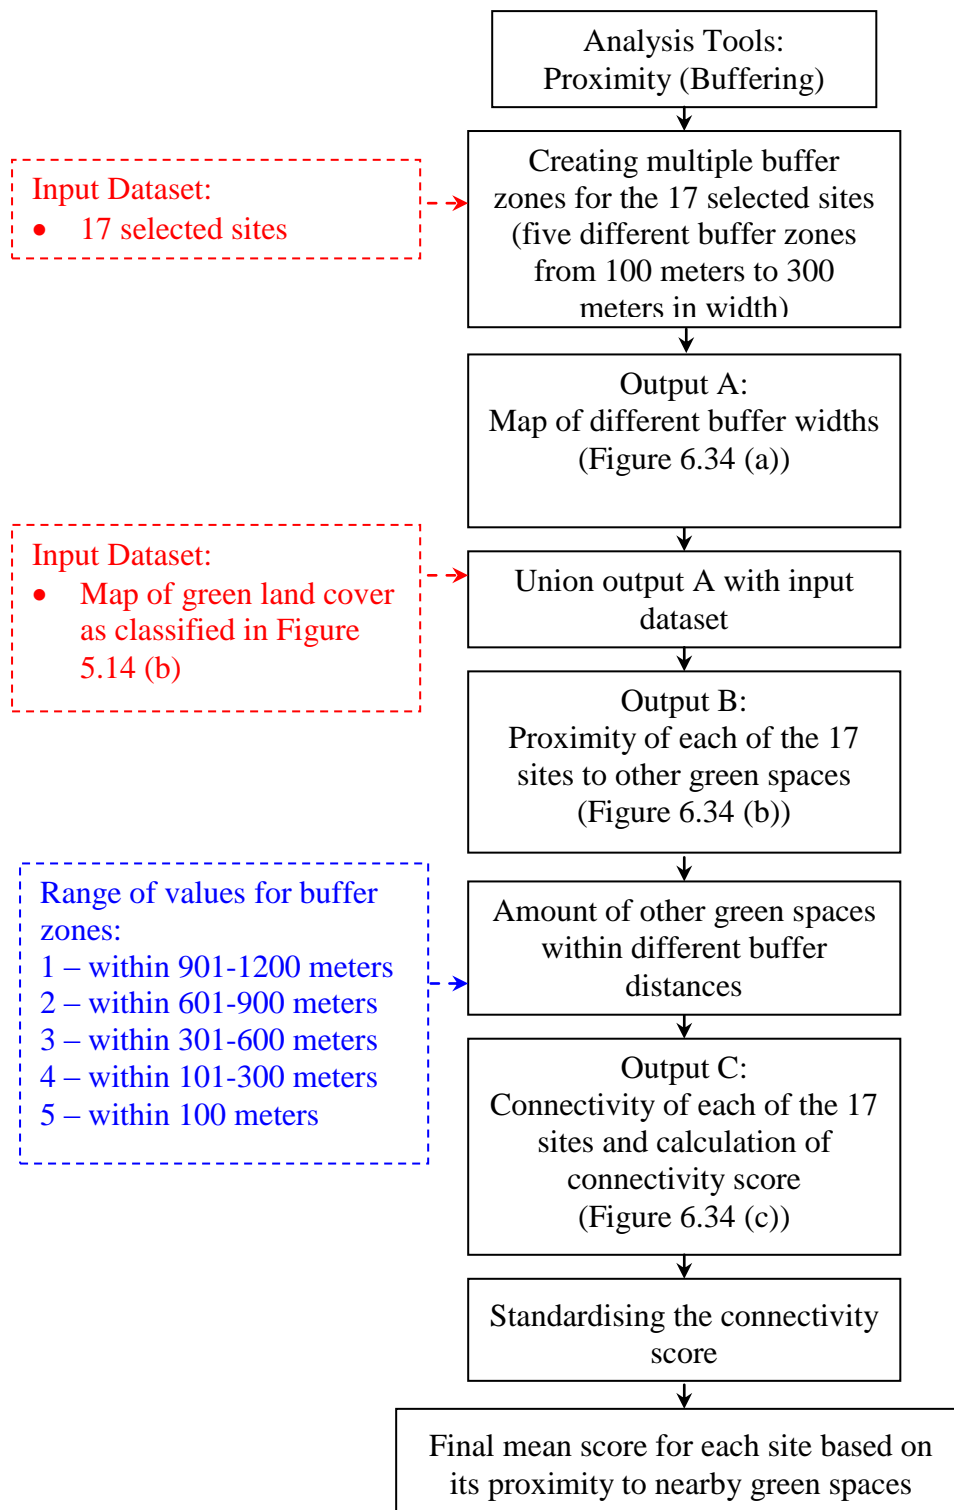 Analysis Tools:
Proximity (Buffering)
Input Dataset:
• 17 selected sites
Creating multiple buffer
zones for the 17 selected sites
(five different buffer zones
from 100 meters to 300
meters in width)
Output A:
Map of different buffer widths
(Figure 6.34 (a))
Input Dataset:
• Map of green land cover
as classified in Figure
5.14 (b)
Union output A with input
dataset
Output B:
Proximity of each of the 17
sites to other green spaces
(Figure 6.34 (b))
Range of values for buffer
zones:
1 – within 901-1200 meters
2 – within 601-900 meters
3 – within 301-600 meters
4 – within 101-300 meters
5 – within 100 meters
Amount of other green spaces
within different buffer
distances
Output C:
Connectivity of each of the 17
sites and calculation of
connectivity score
(Figure 6.34 (c))
Standardising the connectivity
score
Final mean score for each site based on
its proximity to nearby green spaces